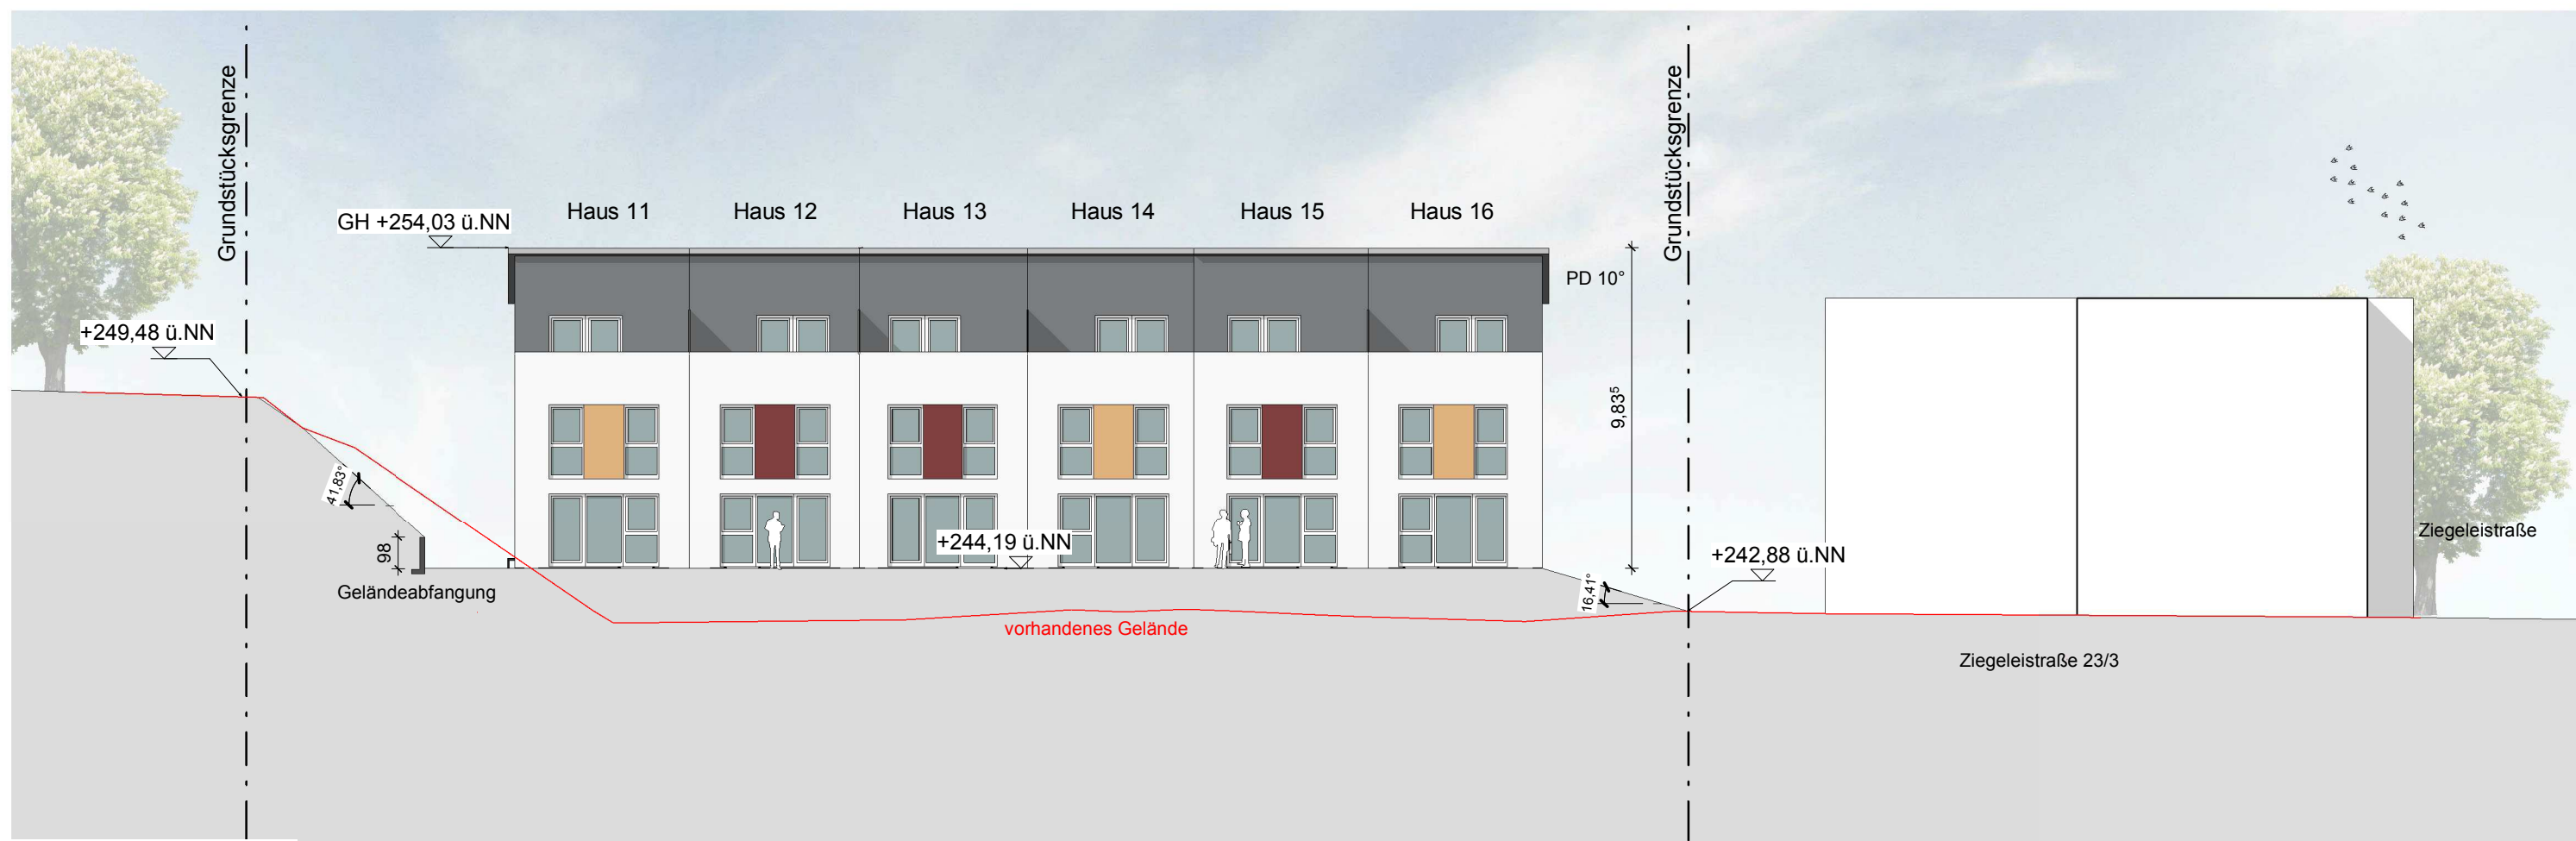 Grundstücksgrenze
Grundstücksgrenze
Haus 11
Haus 12
Haus 13
Haus 14
Haus 15
Haus 16
GH +254,03 ü.NN
PD 10°
+249,48 ü.NN
9,83⁵
41,83°
98
Geländeabfangung
+244,19 ü.NN
16,41°
+242,88 ü.NN
Ziegeleistraße
vorhandenes Gelände
Ziegeleistraße 23/3